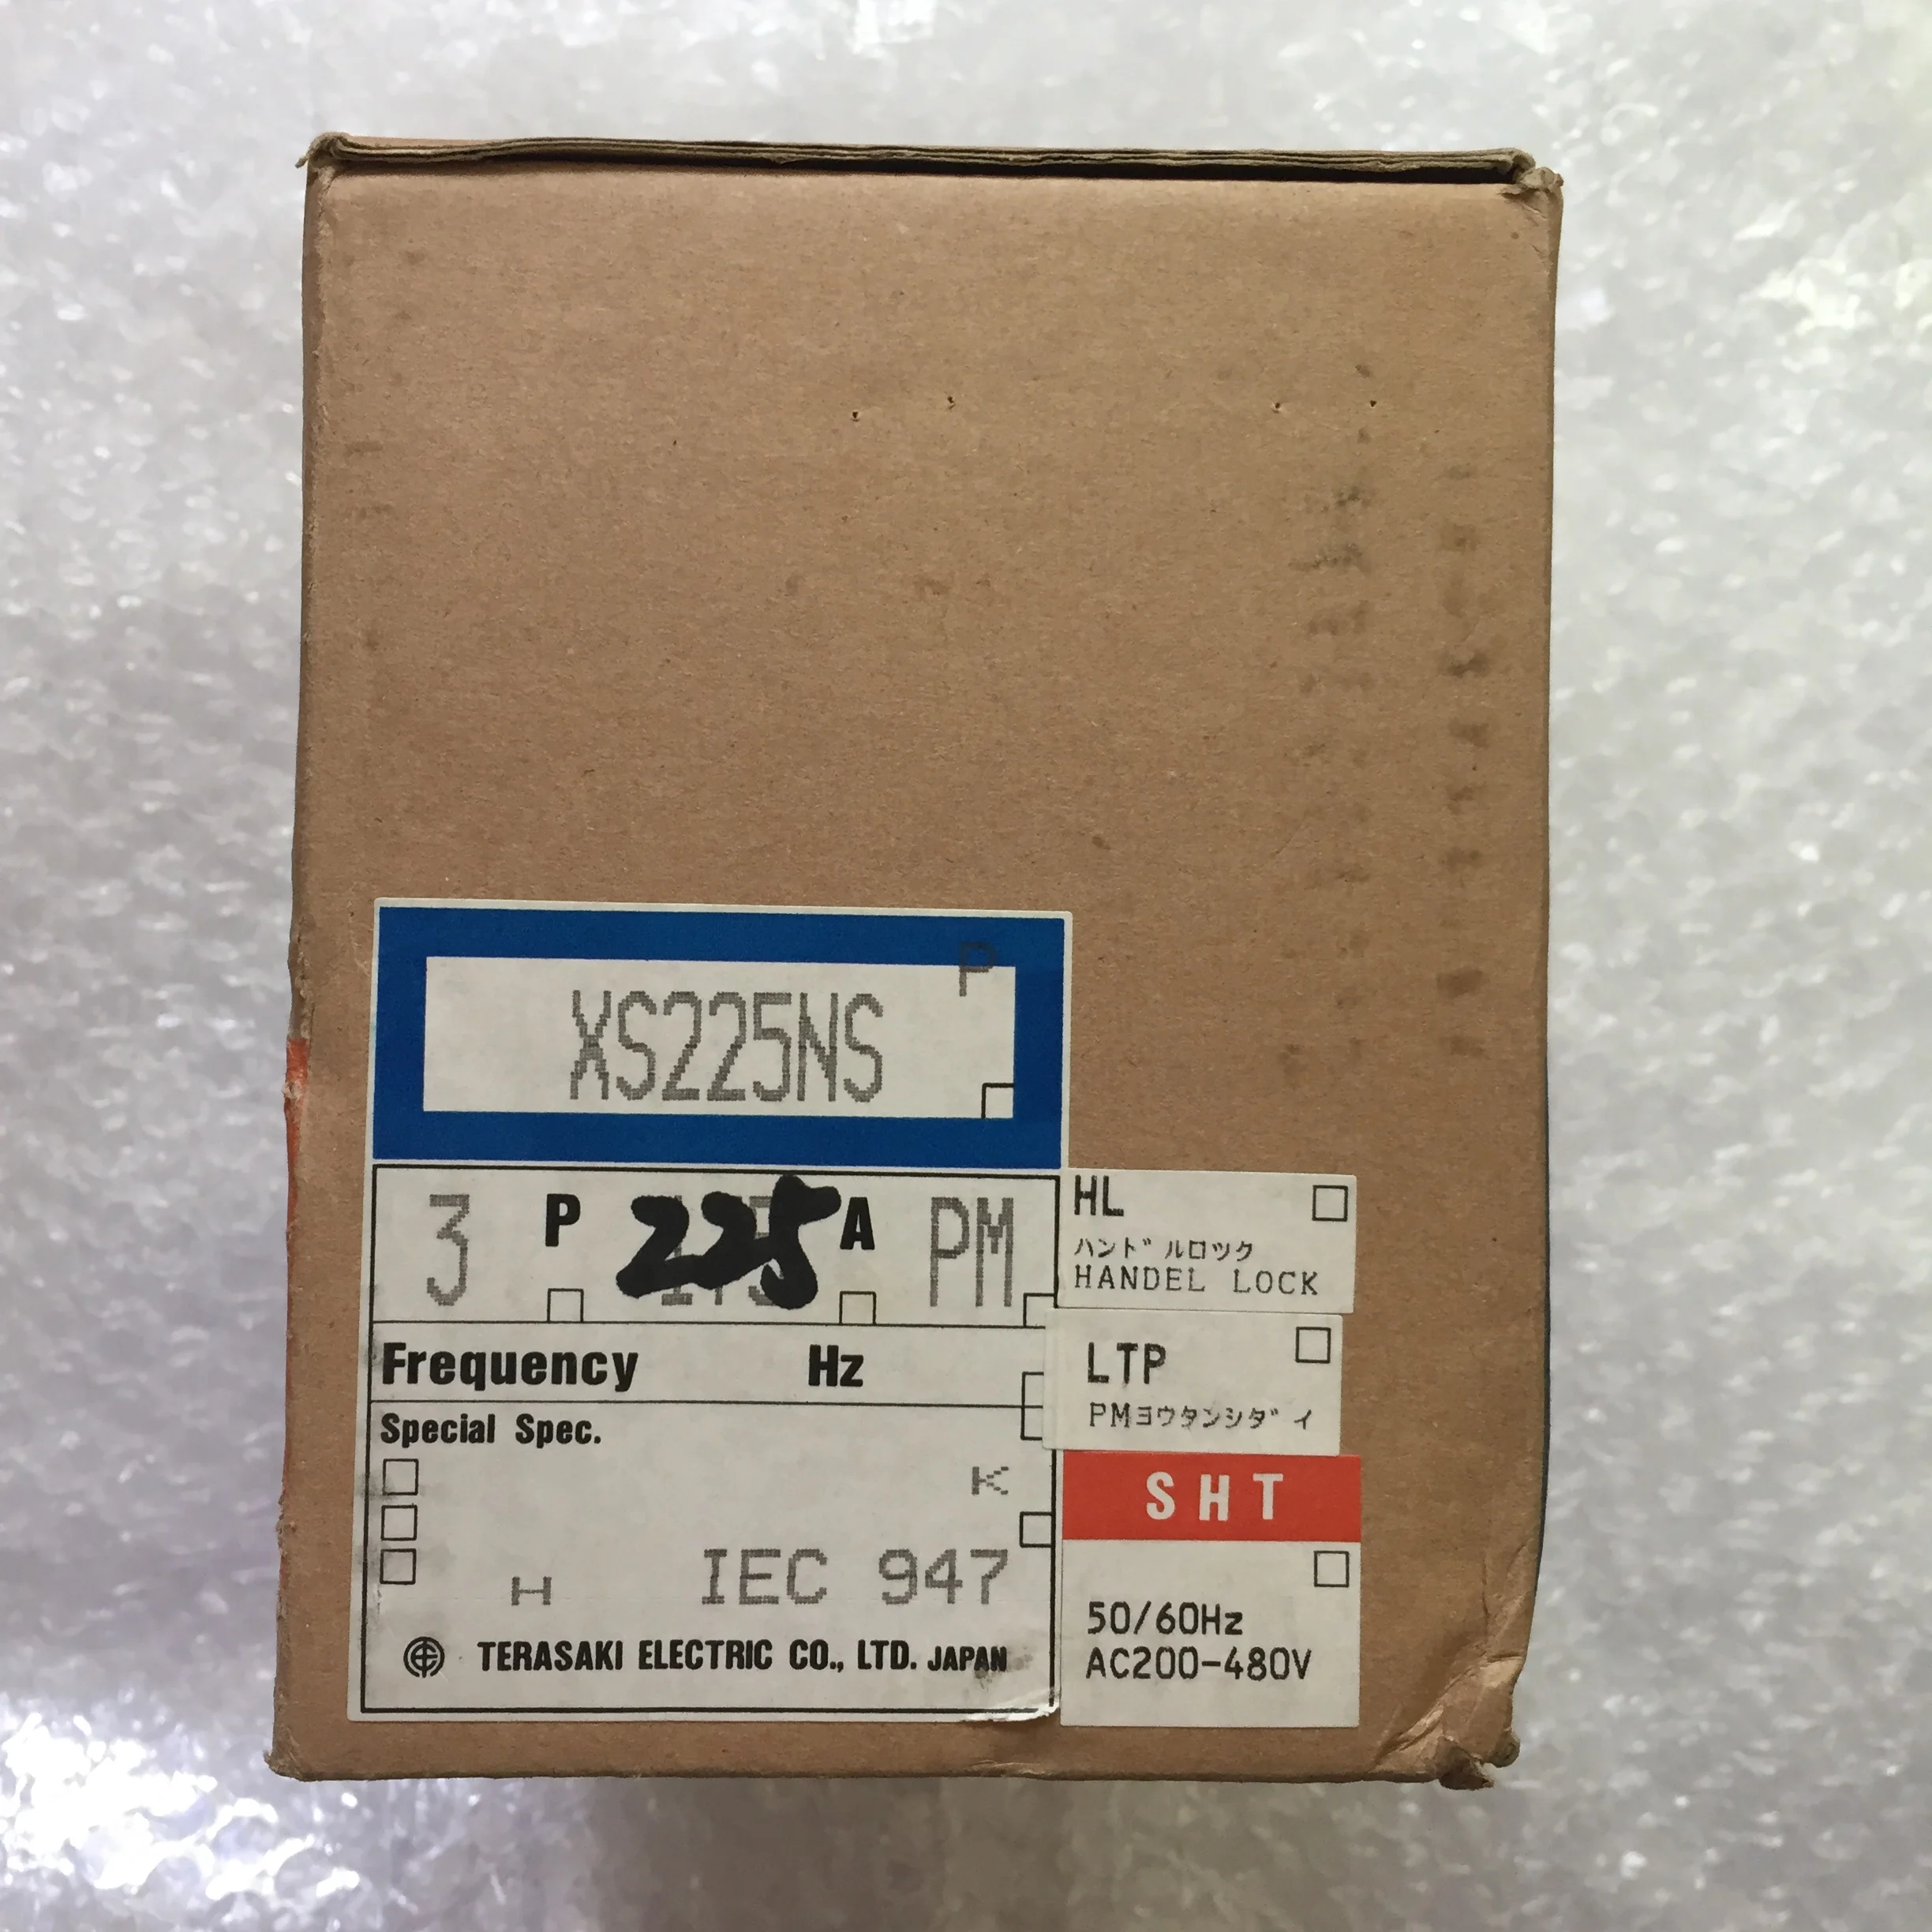 P
XS225NS
3 P 225 A PM
Frequency Hz
Special Spec.
K
H IEC 947
TERASAKI ELECTRIC CO., LTD. JAPAN
HL
ハンドﾞルロック
HANDEL LOCK
LTP
PMヨウタンシダﾞイ
SHT
50/60Hz
AC200-480V